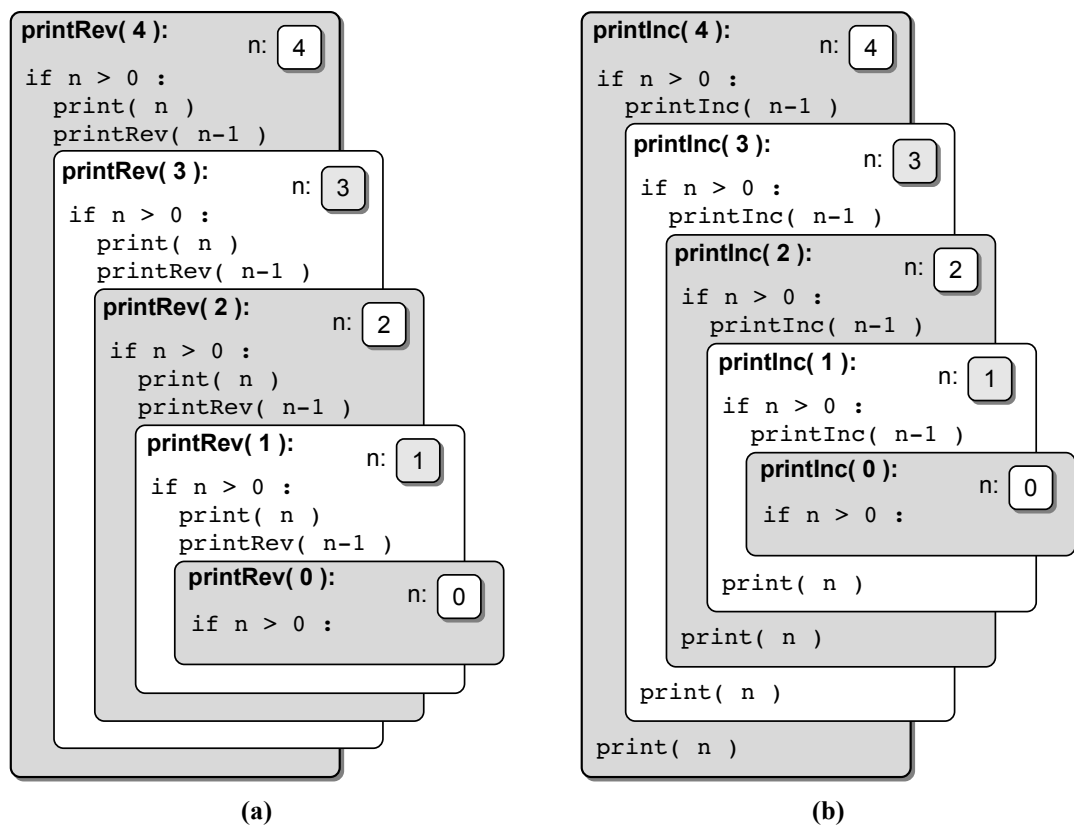 printRev( 4 ):
n: 4
if n > 0 :
print( n )
printRev( n-1 )
printRev( 3 ):
n: 3
if n > 0 :
print( n )
printRev( n-1 )
printRev( 2 ):
n: 2
if n > 0 :
print( n )
printRev( n-1 )
printRev( 1 ):
n: 1
if n > 0 :
print( n )
printRev( n-1 )
printRev( 0 ):
n: 0
if n > 0 :
(a)
printInc( 4 ):
n: 4
if n > 0 :
printInc( n-1 )
printInc( 3 ):
n: 3
if n > 0 :
printInc( n-1 )
printInc( 2 ):
n: 2
if n > 0 :
printInc( n-1 )
printInc( 1 ):
n: 1
if n > 0 :
printInc( n-1 )
printInc( 0 ):
n: 0
if n > 0 :
print( n )
print( n )
print( n )
print( n )
(b)